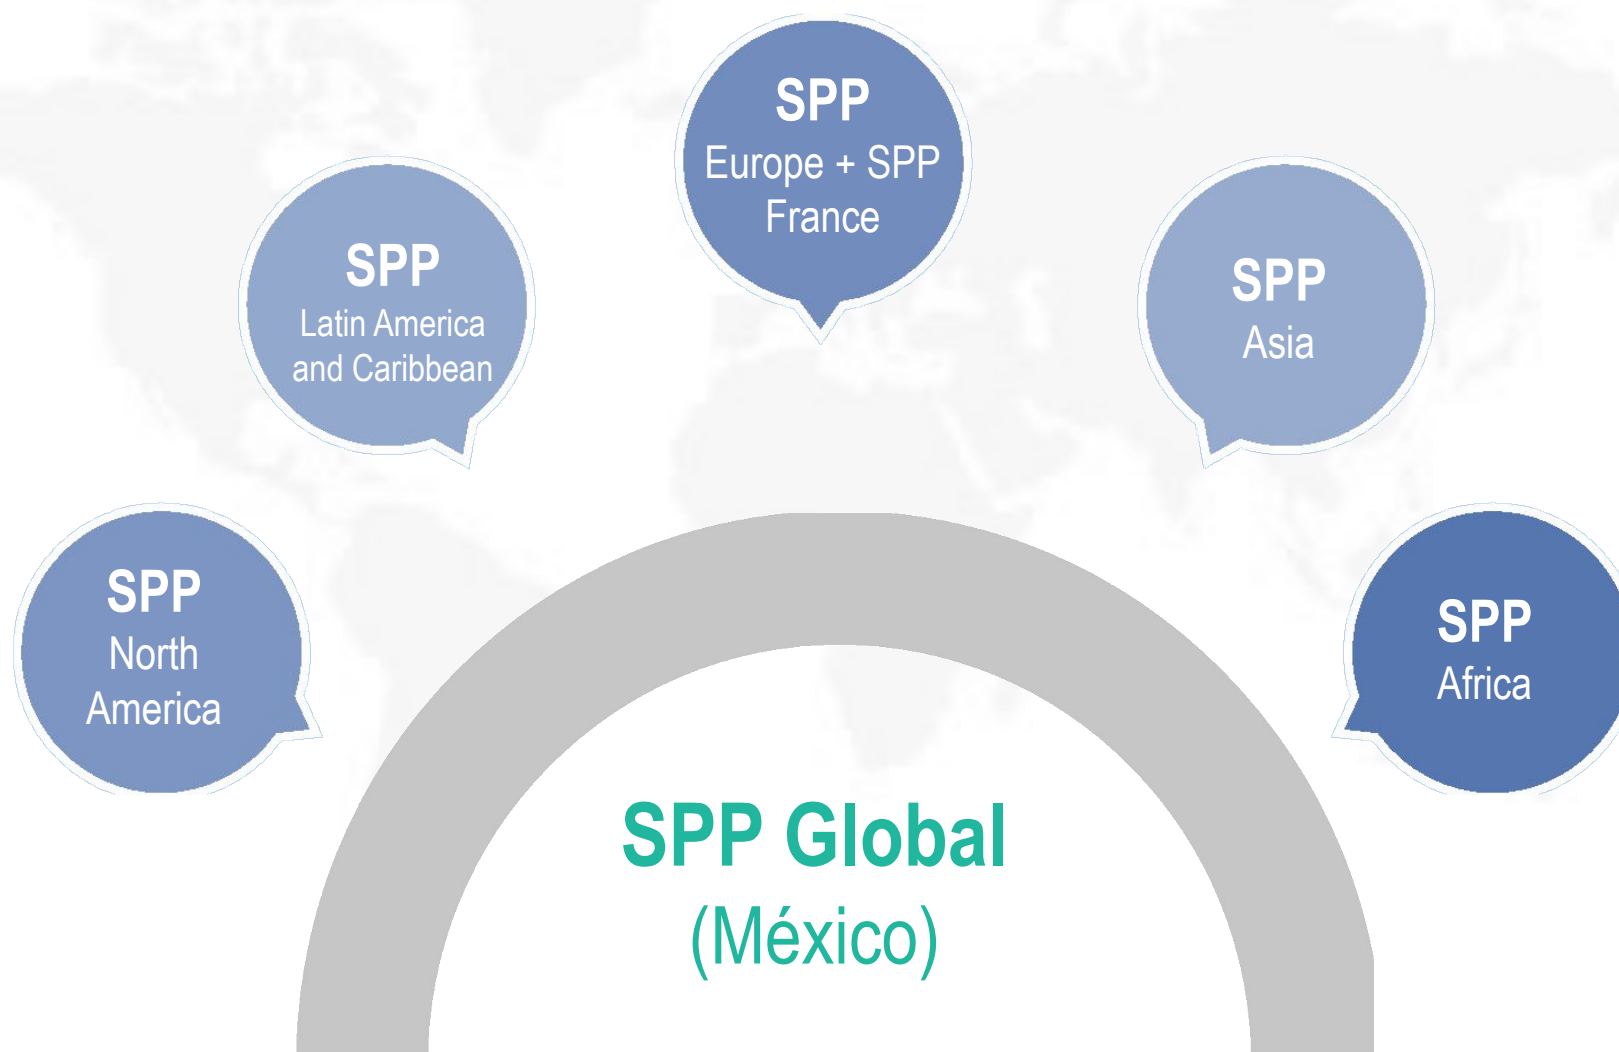 SPP
Europe + SPP
France
SPP
Latin America
and Caribbean
SPP
Asia
SPP
North
America
SPP
Africa
SPP Global
(México)